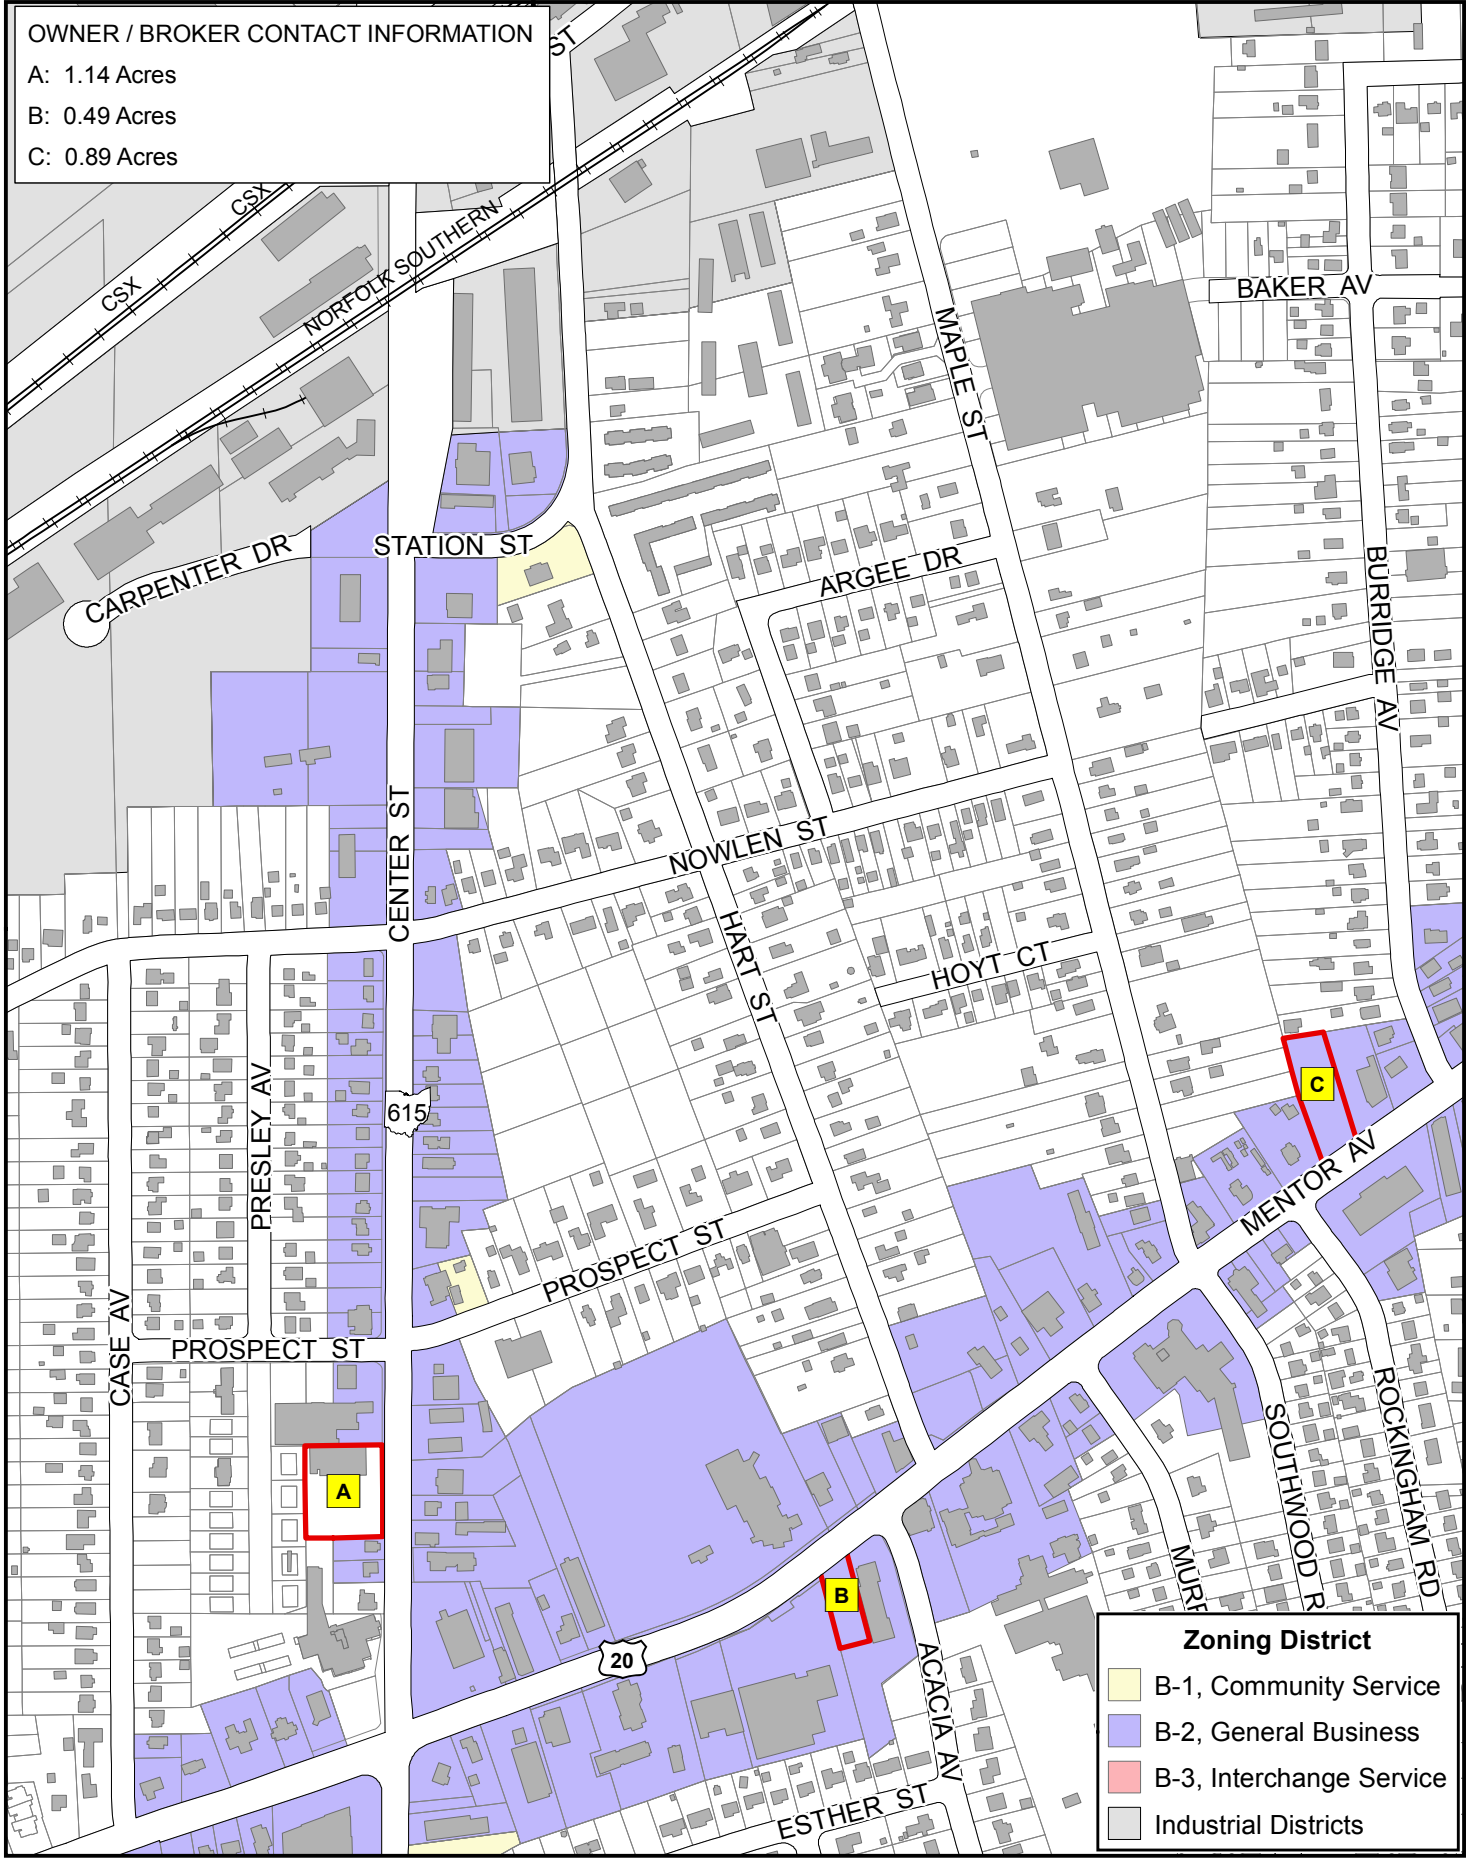 OWNER / BROKER CONTACT INFORMATION
A: 1.14 Acres
B: 0.49 Acres
C: 0.89 Acres
ST
CSX
CSX
NORFOLK SOUTHERN
BAKER AV
MAPLE ST
STATION ST
CARPENTER DR
ARGEE DR
BURRIDGE AV
CENTER ST
NOWLEN ST
HART ST
HOYT CT
PRESLEY AV
615
C
MENTOR AV
PROSPECT ST
CASE AV
PROSPECT ST
ROCKINGHAM RD
SOUTHWOOD R
A
MURR
B
20
ACACIA AV
ESTHER ST
Zoning District
B-1, Community Service
B-2, General Business
B-3, Interchange Service
Industrial Districts